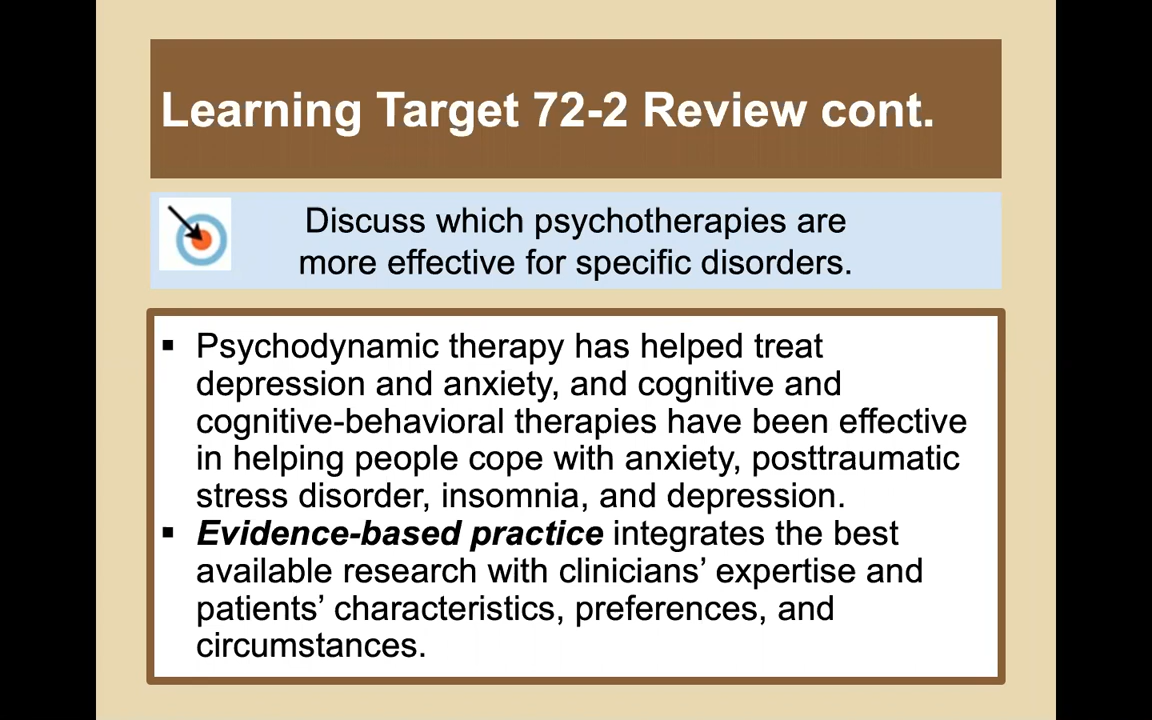 Learning Target 72-2 Review cont.
Discuss which psychotherapies are
more effective for specific disorders.
▪ Psychodynamic therapy has helped treat
depression and anxiety, and cognitive and
cognitive-behavioral therapies have been effective
in helping people cope with anxiety, posttraumatic
stress disorder, insomnia, and depression.
▪ Evidence-based practice integrates the best
available research with clinicians’ expertise and
patients’ characteristics, preferences, and
circumstances.